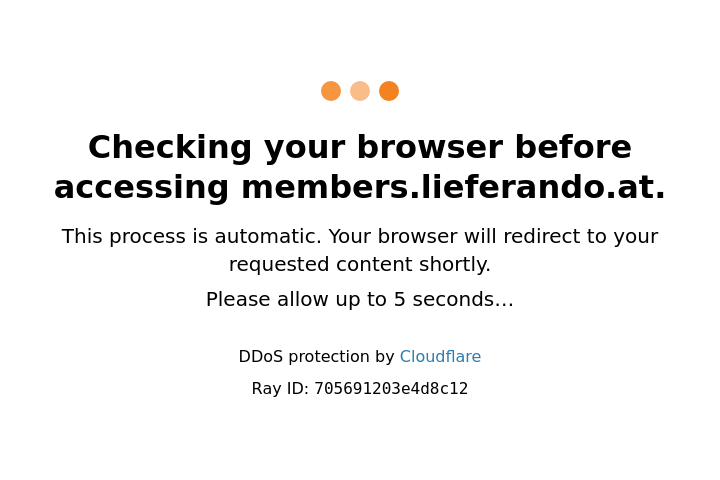 Checking your browser before
accessing members.lieferando.at.
This process is automatic. Your browser will redirect to your
requested content shortly.
Please allow up to 5 seconds…
DDoS protection by Cloudflare
Ray ID: 705691203e4d8c12